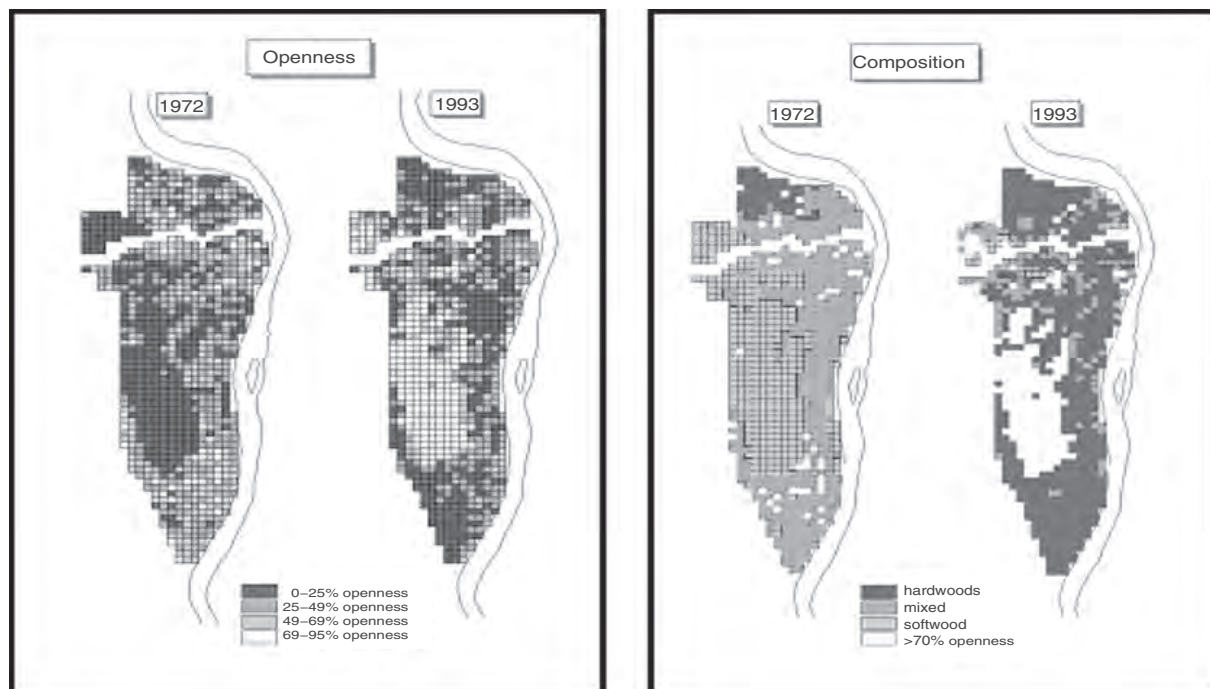 Openness
1972
1993
0–25% openness
25–49% openness
49–69% openness
69–95% openness
Composition
1972
1993
hardwoods
mixed
softwood
>70% openness